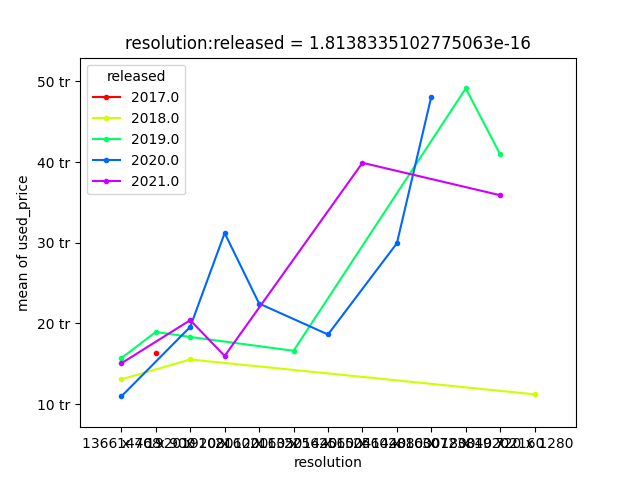 resolution:released = 1.8138335102775063e-16
released
2017.0
2018.0
2019.0
2020.0
2021.0
50 tr
40 tr
30 tr
20 tr
10 tr
mean of used_price
resolution